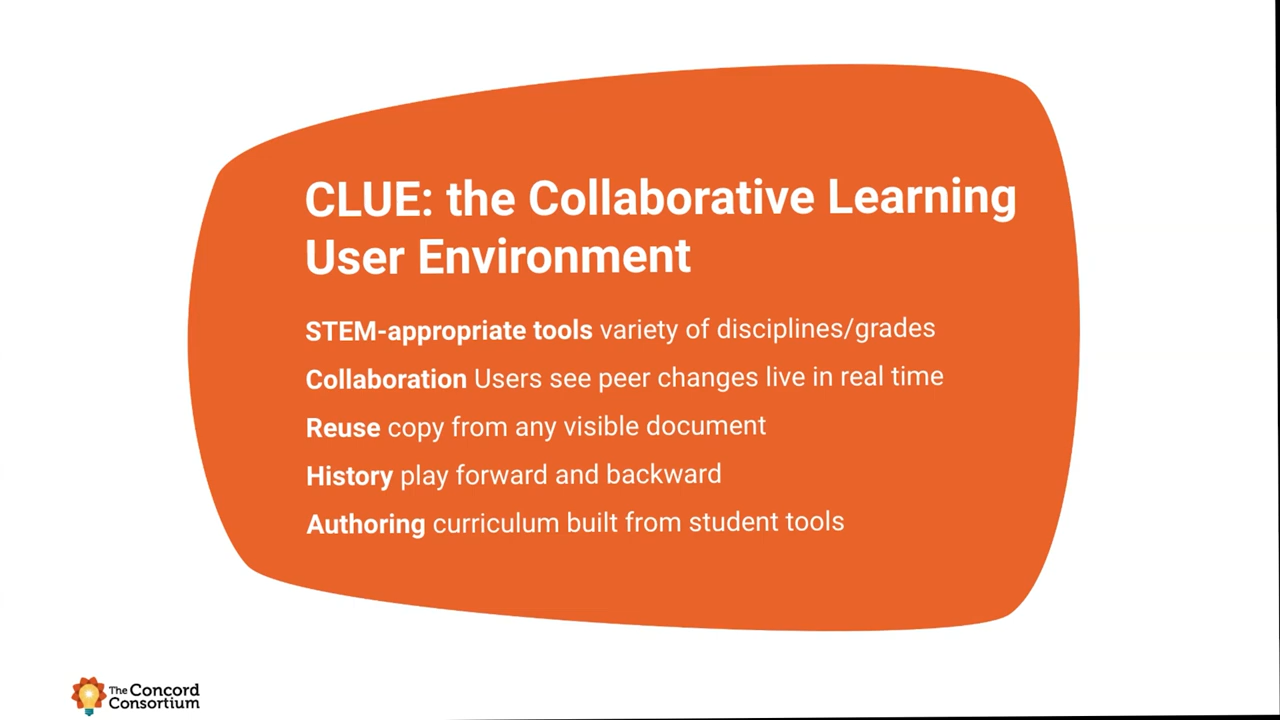 CLUE: the Collaborative Learning
User Environment
STEM-appropriate tools variety of disciplines/grades
Collaboration Users see peer changes live in real time
Reuse copy from any visible document
History play forward and backward
Authoring curriculum built from student tools
The Concord
Consortium